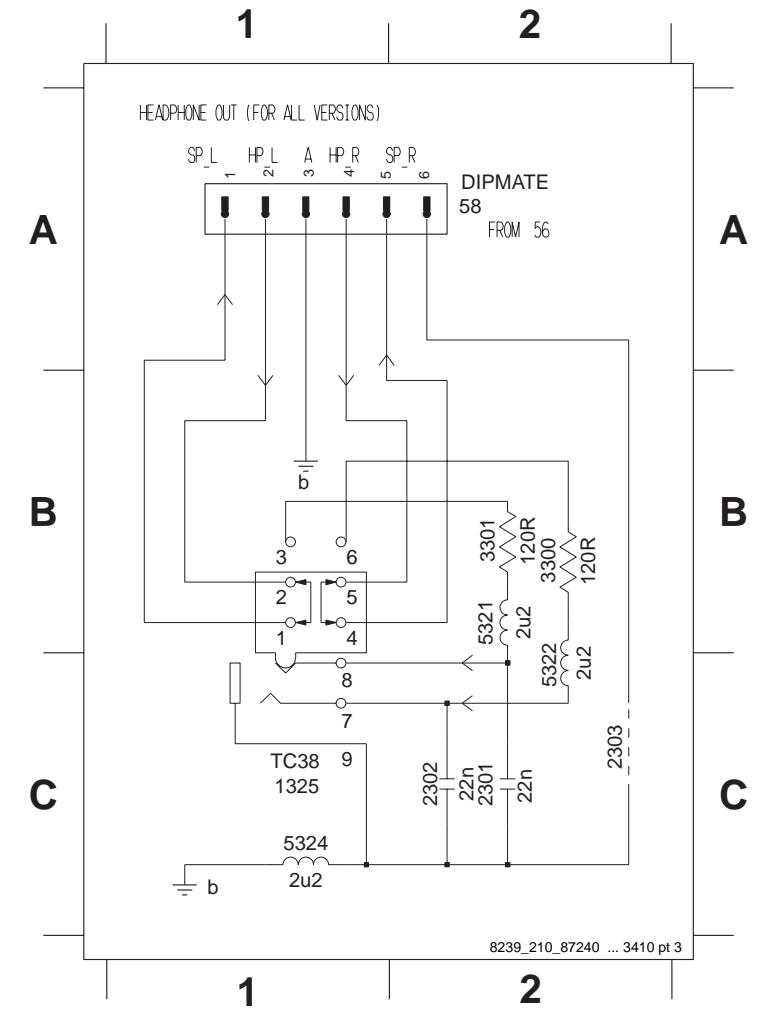 1 2
HEADPHONE OUT (FOR ALL VERSIONS)
SP_L HP_L A HP_R SP_R
1 2 3 4 5 6
DIPMATE
58
A A
FROM 56
b
B B
3301
120R
3300
120R
3 6
2 5
5321
2u2
1 4
5322
2u2
8
7
2303
TC38 9
1325
2302
22n
2301
22n
C C
5324
2u2
b
8239_210_87240 ... 3410 pt 3
1 2